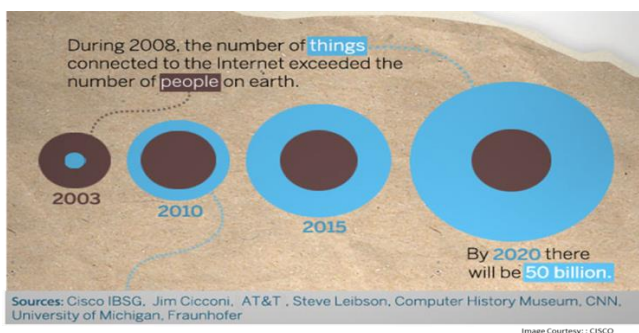 During 2008, the number of things
connected to the Internet exceeded the
number of people on earth.
2003
2010
2015
By 2020 there
will be 50 billion.
Sources: Cisco IBSG, Jim Cicconi, AT&T , Steve Leibson, Computer History Museum, CNN,
University of Michigan, Fraunhofer
Image Courtesy: : CISCO